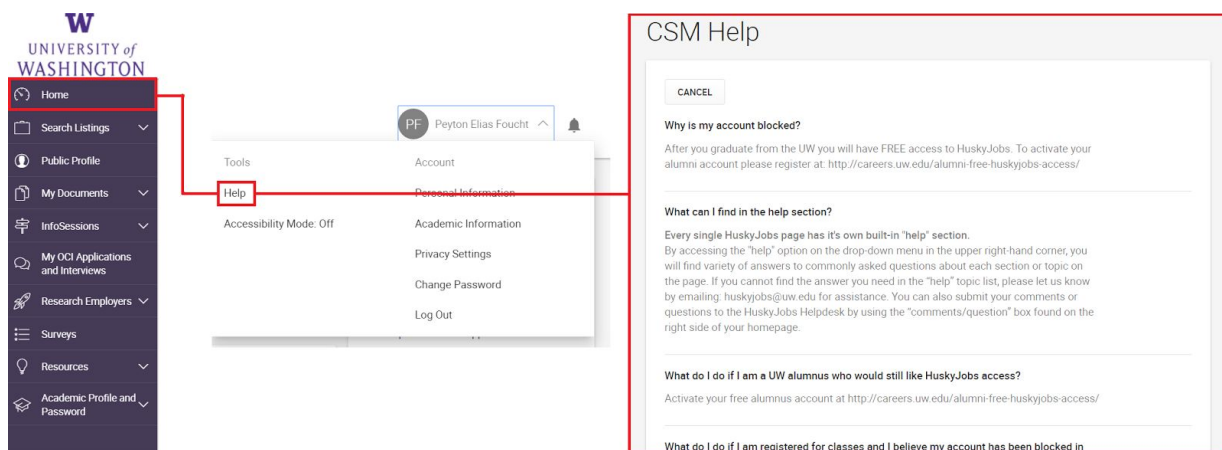 W
UNIVERSITY of
WASHINGTON
Home
Search Listings
Public Profile
My Documents
InfoSessions
My OCI Applications
and Interviews
Research Employers
Surveys
Resources
Academic Profile and
Password
PF Peyton Elias Foucht
Tools
Help
Accessibility Mode: Off
Account
Personal Information
Academic Information
Privacy Settings
Change Password
Log Out
CSM Help
CANCEL
Why is my account blocked?
After you graduate from the UW you will have FREE access to HuskyJobs. To activate your
alumni account please register at: http://careers.uw.edu/alumni-free-huskyjobs-access/
What can I find in the help section?
Every single HuskyJobs page has it's own built-in "help" section.
By accessing the "help" option on the drop-down menu in the upper right-hand corner, you
will find variety of answers to commonly asked questions about each section or topic on
the page. If you cannot find the answer you need in the "help" topic list, please let us know
by emailing: huskyjobs@uw.edu for assistance. You can also submit your comments or
questions to the HuskyJobs Helpdesk by using the "comments/question" box found on the
right side of your homepage.
What do I do if I am a UW alumnus who would still like HuskyJobs access?
Activate your free alumnus account at http://careers.uw.edu/alumni-free-huskyjobs-access/
What do I do if I am registered for classes and I believe my account has been blocked in